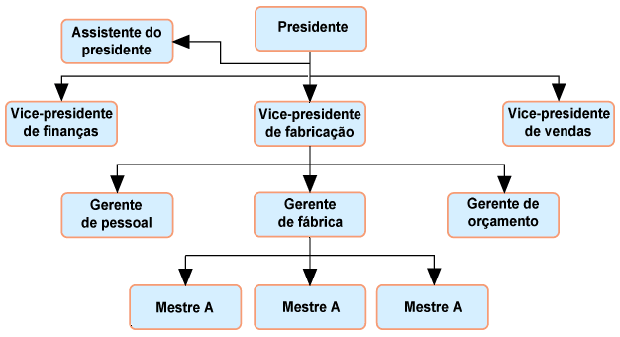 Presidente
Assistente do
presidente
Vice-presidente
de finanças
Vice-presidente
de fabricação
Vice-presidente
de vendas
Gerente
de pessoal
Gerente
de fábrica
Gerente de
orçamento
Mestre A
Mestre A
Mestre A